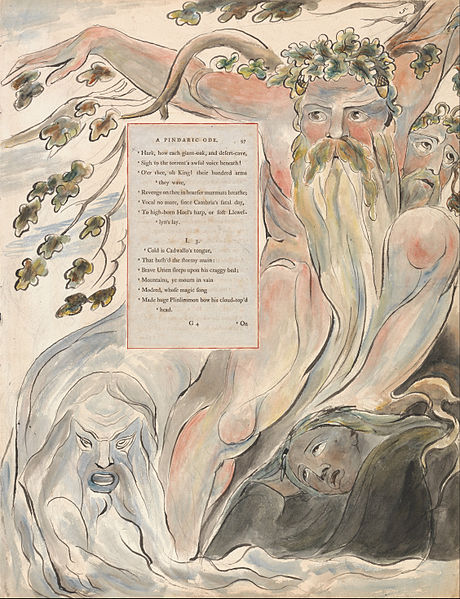 A PINDARIC ODE. 97
‘ Hark, how each giant-oak, and desert-cave,
‘ Sigh to the torrent's awful voice beneath!
‘ O'er thee, oh King! their hundred arms
‘ they wave,
‘ Revenge on thee in hoarser murmurs breathe;
‘ Vocal no more, since Cambria's fatal day,
‘ To high-born Hoel's harp, or soft Llewel-
‘ lyn's lay.
I. 3.
‘ Cold is Cadwallo's tongue,
‘ That hush'd the stormy main:
‘ Brave Urien sleeps upon his craggy bed:
‘ Mountains, ye mourn in vain
‘ Modred, whose magic song
‘ Made huge Plinlimmon bow his cloud-top'd
‘ head.
G 4 ‘ On